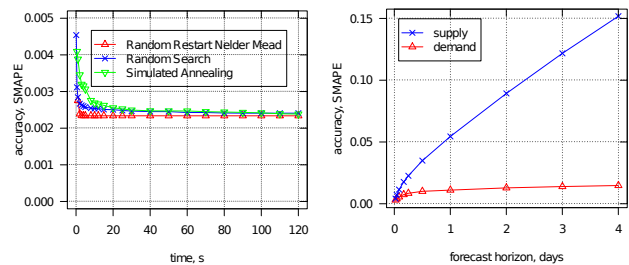 0.005
0.004
0.003
0.002
0.001
0.000
accuracy, SMAPE
Random Restart Nelder Mead
Random Search
Simulated Annealing
0 20 40 60 80 100 120
time, s
0.15
0.10
0.05
0.00
accuracy, SMAPE
supply
demand
0 1 2 3 4
forecast horizon, days